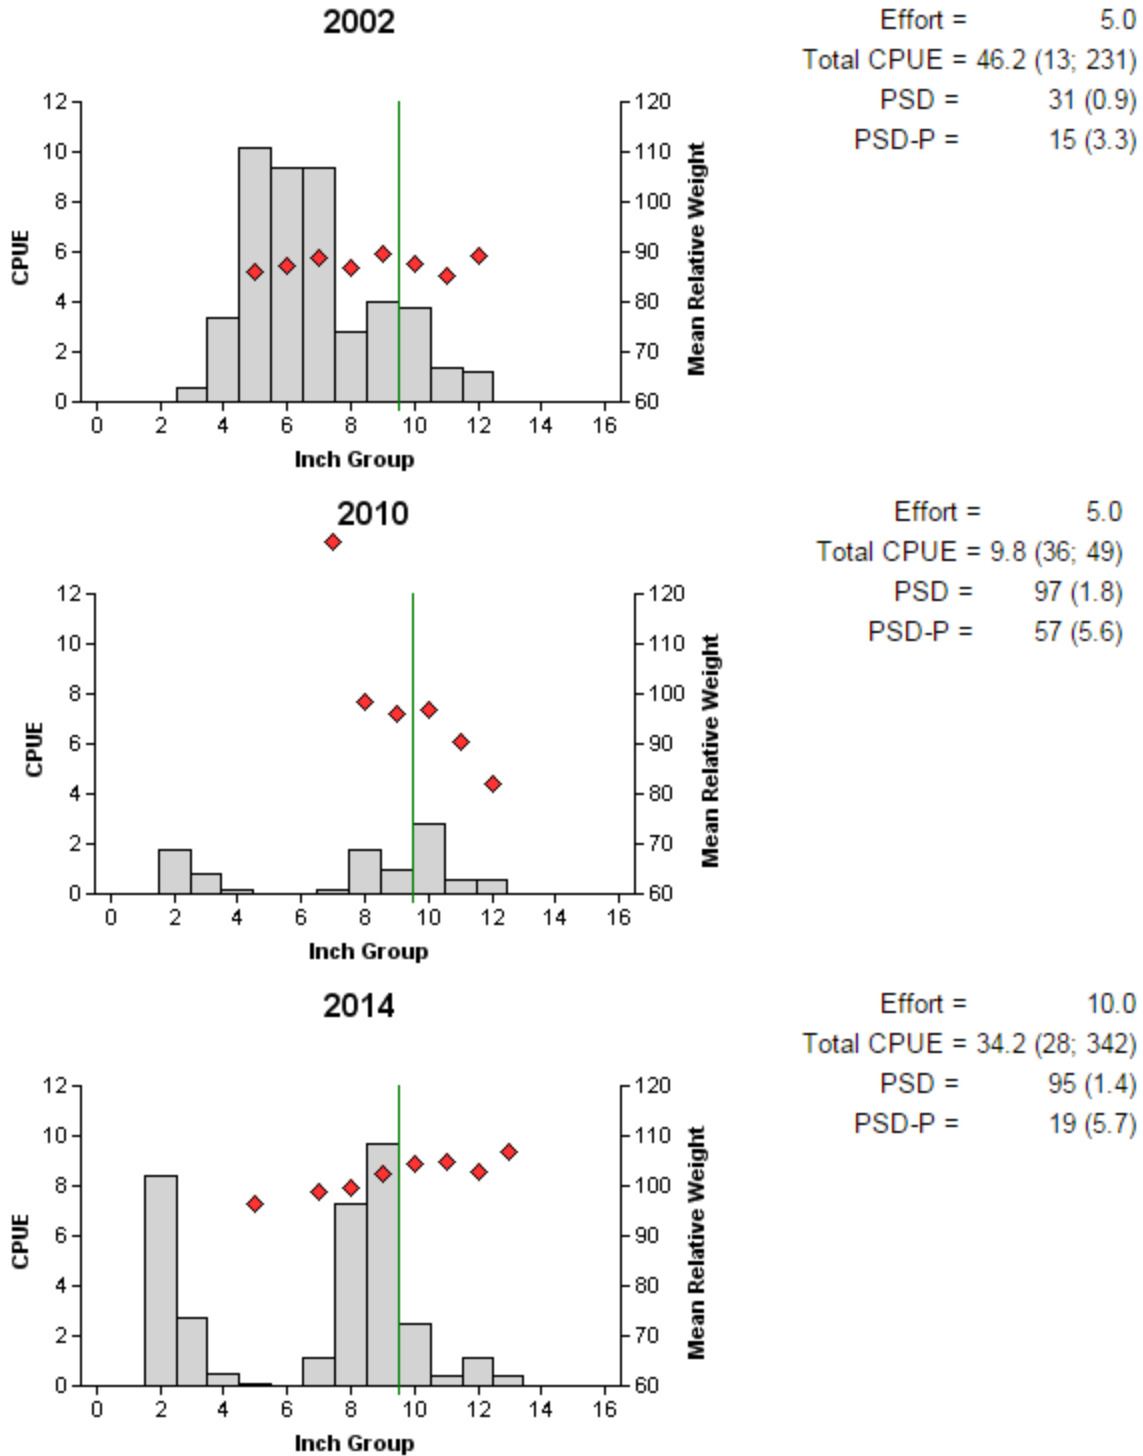 2002
Effort = 5.0
Total CPUE = 46.2 (13; 231)
PSD = 31 (0.9)
PSD-P = 15 (3.3)
12
10
8
6
4
2
0
CPUE
120
110
100
90
80
70
60
Mean Relative Weight
0 2 4 6 8 10 12 14 16
Inch Group
2010
Effort = 5.0
Total CPUE = 9.8 (36; 49)
PSD = 97 (1.8)
PSD-P = 57 (5.6)
12
10
8
6
4
2
0
CPUE
120
110
100
90
80
70
60
Mean Relative Weight
0 2 4 6 8 10 12 14 16
Inch Group
2014
Effort = 10.0
Total CPUE = 34.2 (28; 342)
PSD = 95 (1.4)
PSD-P = 19 (5.7)
12
10
8
6
4
2
0
CPUE
120
110
100
90
80
70
60
Mean Relative Weight
0 2 4 6 8 10 12 14 16
Inch Group